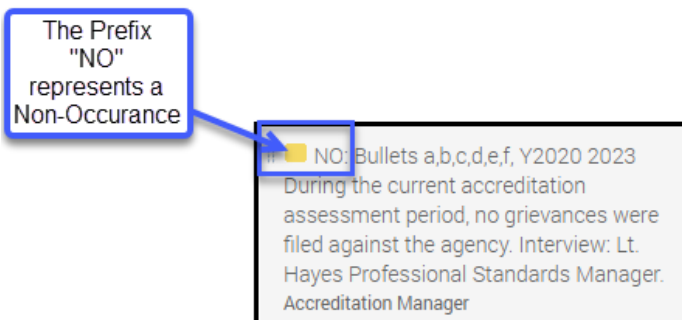 The Prefix
"NO"
represents a
Non-Occurance
NO: Bullets a,b,c,d,e,f, Y2020 2023
During the current accreditation
assessment period, no grievances were
filed against the agency. Interview: Lt.
Hayes Professional Standards Manager.
Accreditation Manager